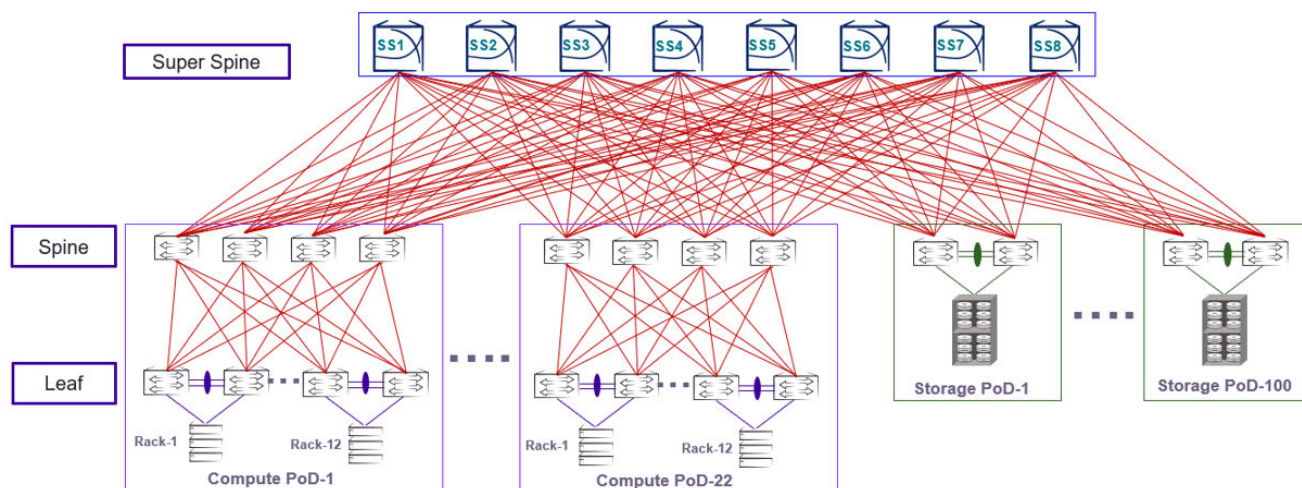 SS1 SS2 SS3 SS4 SS5 SS6 SS7 SS8
Super Spine
Spine
Leaf
Rack-1
Rack-12
Compute PoD-1
Rack-1
Rack-12
Compute PoD-22
Storage PoD-1
Storage PoD-100